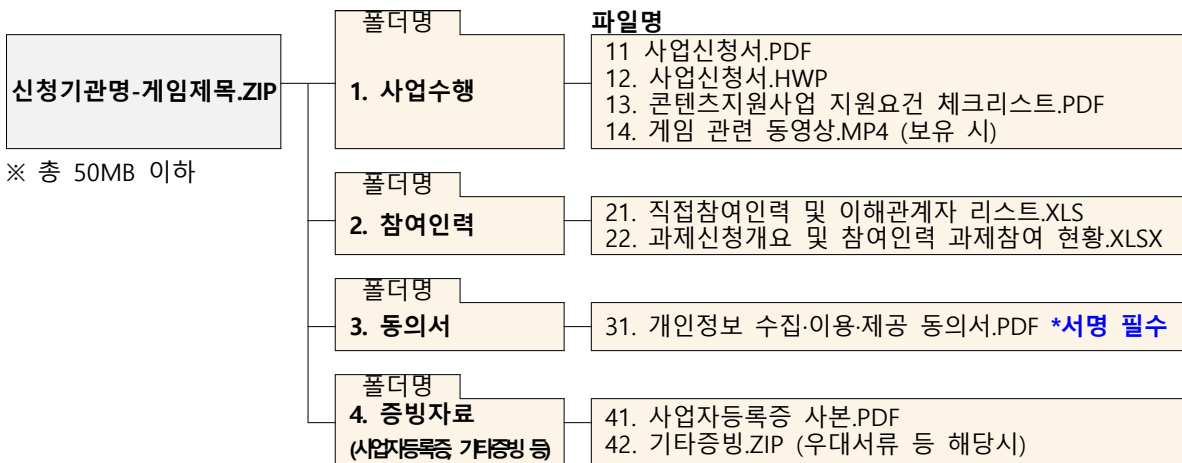 폴더명
파일명
신청기관명-게임제목.ZIP
※ 총 50MB 이하
1. 사업수행
11 사업신청서.PDF
12. 사업신청서.HWP
13. 콘텐츠지원사업 지원요건 체크리스트.PDF
14. 게임 관련 동영상.MP4 (보유 시)
폴더명
2. 참여인력
21. 직접참여인력 및 이해관계자 리스트.XLS
22. 과제신청개요 및 참여인력 과제참여 현황.XLSX
폴더명
3. 동의서
31. 개인정보 수집·이용·제공 동의서.PDF *서명 필수
폴더명
4. 증빙자료
(사업자등록증, 기타증빙 등)
41. 사업자등록증 사본.PDF
42. 기타증빙.ZIP (우대서류 등 해당시)